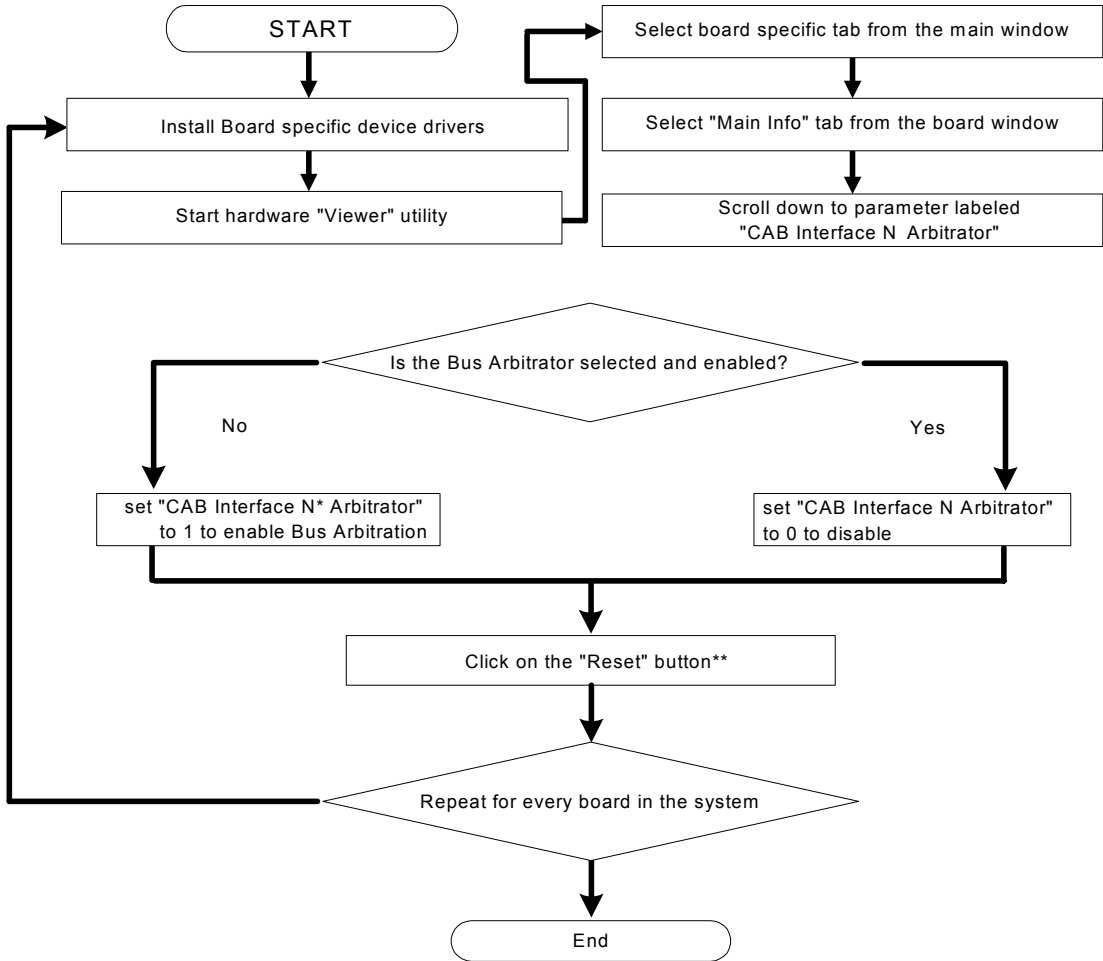 START
Install Board specific device drivers
Start hardware "Viewer" utility
Select board specific tab from the main window
Select "Main Info" tab from the board window
Scroll down to parameter labeled
"CAB Interface N Arbitrator"
Is the Bus Arbitrator selected and enabled?
No
Yes
set "CAB Interface N* Arbitrator"
to 1 to enable Bus Arbitration
set "CAB Interface N Arbitrator"
to 0 to disable
Click on the "Reset" button**
Repeat for every board in the system
End